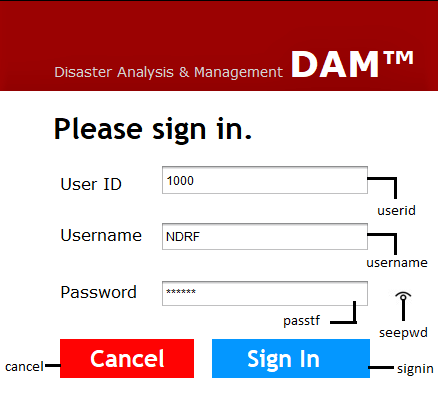 Disaster Analysis & Management DAM™
Please sign in.
User ID 1000
userid
Username NDRF
username
Password ******
passtf
seepwd
cancel Cancel Sign In signin